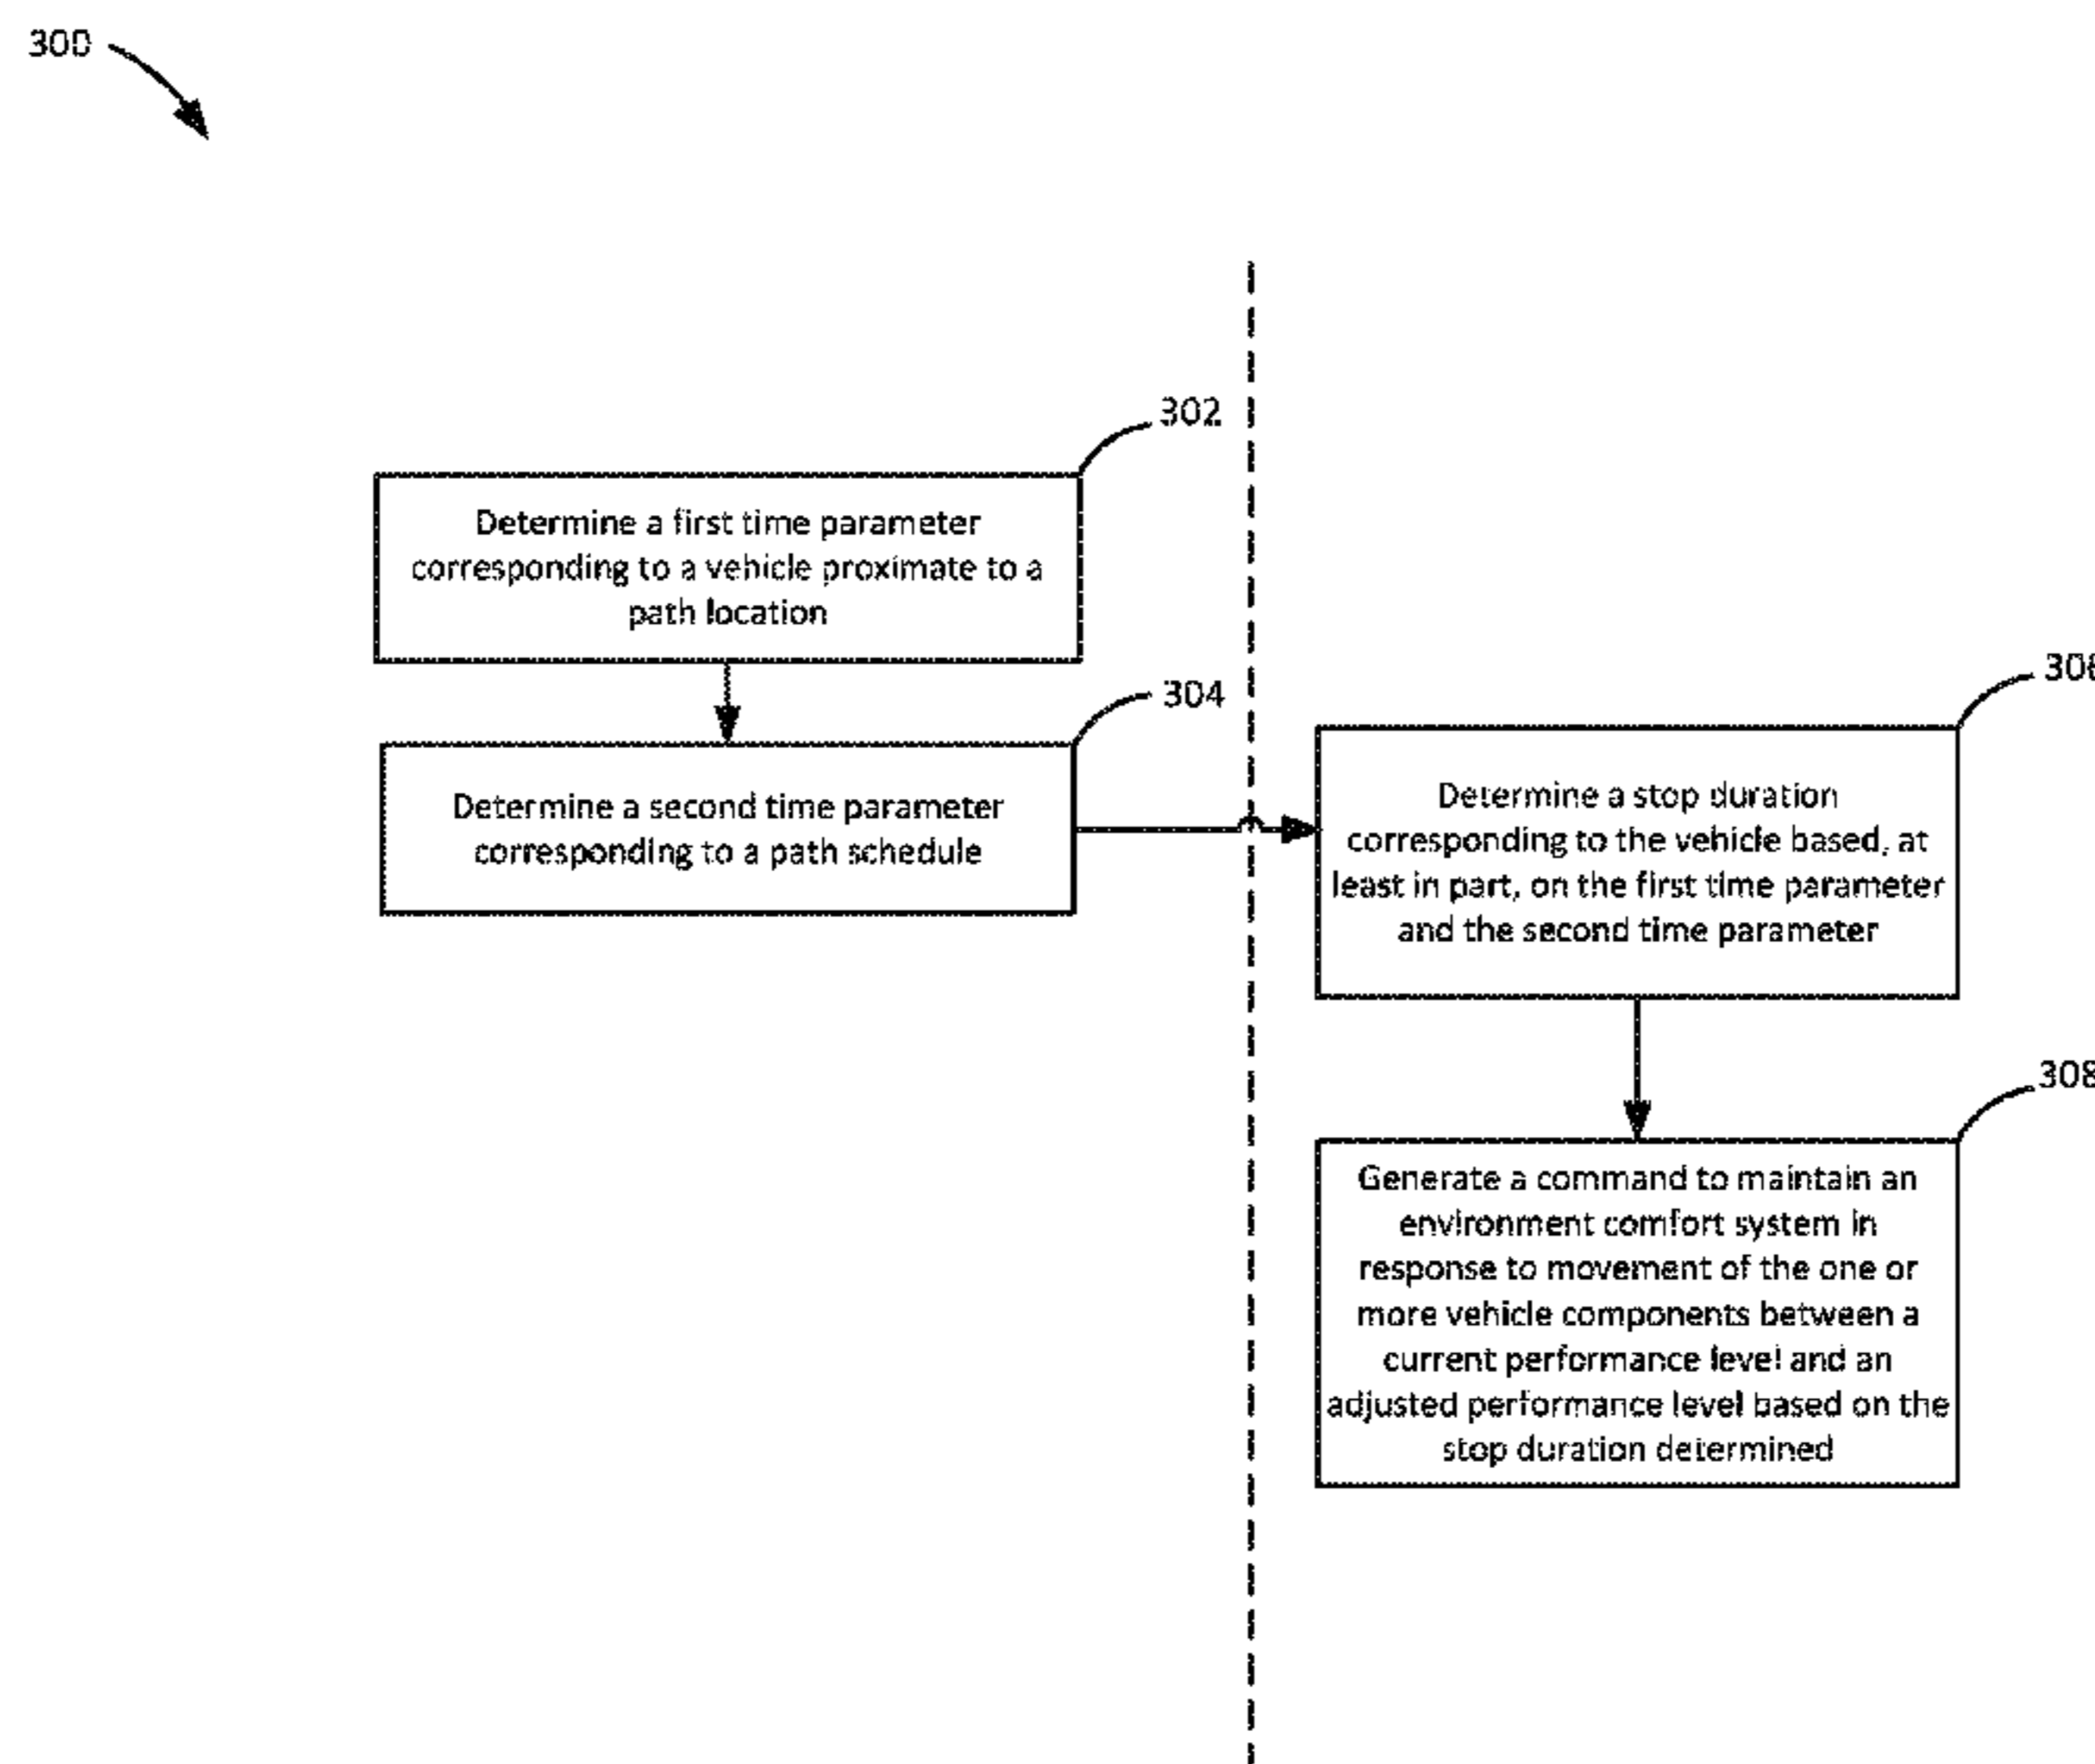 300
302
Determine a first time parameter
corresponding to a vehicle proximate to a
path location
304
Determine a second time parameter
corresponding to a path schedule
Determine a stop duration
corresponding to the vehicle based, at
least in part, on the first time parameter
and the second time parameter
308
Generate a command to maintain an
environment comfort system in
response to movement of the one or
more vehicle components between a
current performance level and an
adjusted performance level based on the
stop duration determined